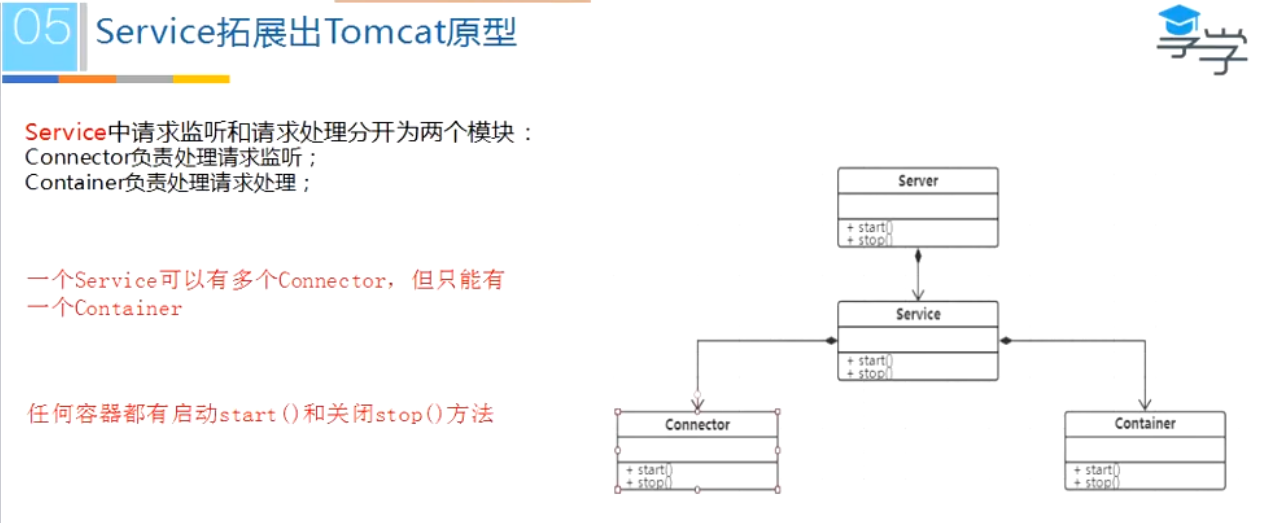 05
Service拓展出Tomcat原型
享学
Service中请求监听和请求处理分开为两个模块：
Connector负责处理请求监听；
Container负责处理请求处理；
一个Service可以有多个Connector，但只能有
一个Container
任何容器都有启动start()和关闭stop()方法
Server
+ start()
+ stop()
Service
+ start()
+ stop()
Connector
+ start()
+ stop()
Container
+ start()
+ stop()